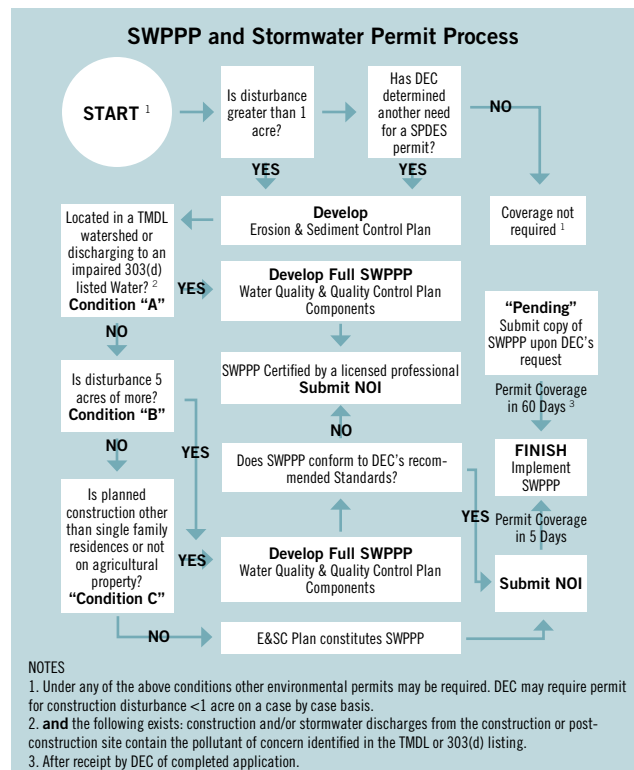 SWPPP and Stormwater Permit Process
START 1
Is disturbance
greater than 1
acre?
Has DEC
determined
another need
for a SPDES
permit?
NO
YES
YES
Located in a TMDL
watershed or
discharging to an
impaired 303(d)
listed Water? 2
Condition “A”
Develop
Erosion & Sediment Control Plan
Coverage not
required 1
YES
Develop Full SWPPP
Water Quality & Quality Control Plan
Components
“Pending”
Submit copy of
SWPPP upon DEC’s
request
NO
Is disturbance 5
acres of more?
Condition “B”
SWPPP Certified by a licensed professional
Submit NOI
Permit Coverage
in 60 Days 3
NO
YES
NO
Does SWPPP conform to DEC’s recom-
mended Standards?
FINISH
Implement
SWPPP
Is planned
construction other
than single family
residences or not
on agricultural
property?
“Condition C”
YES
Develop Full SWPPP
Water Quality & Quality Control Plan
Components
YES
Permit Coverage
in 5 Days
Submit NOI
NO
E&SC Plan constitutes SWPPP
NOTES
1. Under any of the above conditions other environmental permits may be required. DEC may require permit
for construction disturbance <1 acre on a case by case basis.
2. and the following exists: construction and/or stormwater discharges from the construction or post-
construction site contain the pollutant of concern identified in the TMDL or 303(d) listing.
3. After receipt by DEC of completed application.